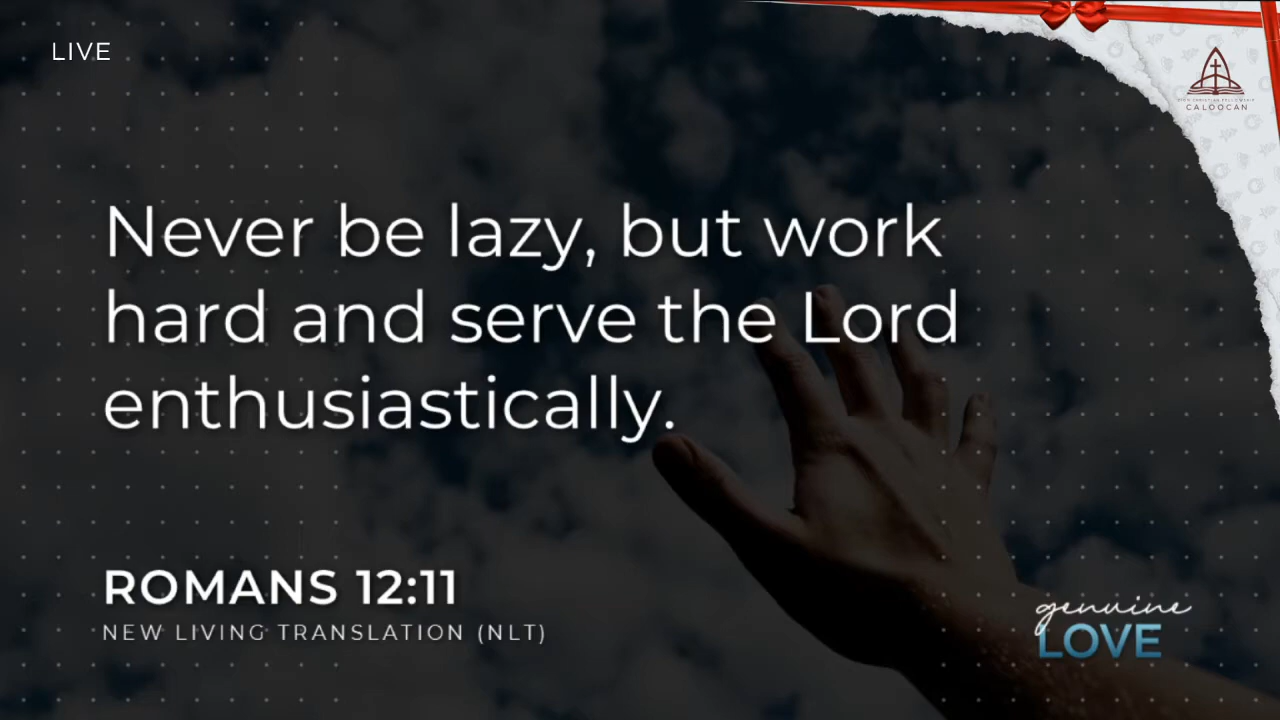 LIVE
CALOOCAN
Never be lazy, but work
hard and serve the Lord
enthusiastically.
ROMANS 12:11
NEW LIVING TRANSLATION (NLT)
genuine
LOVE